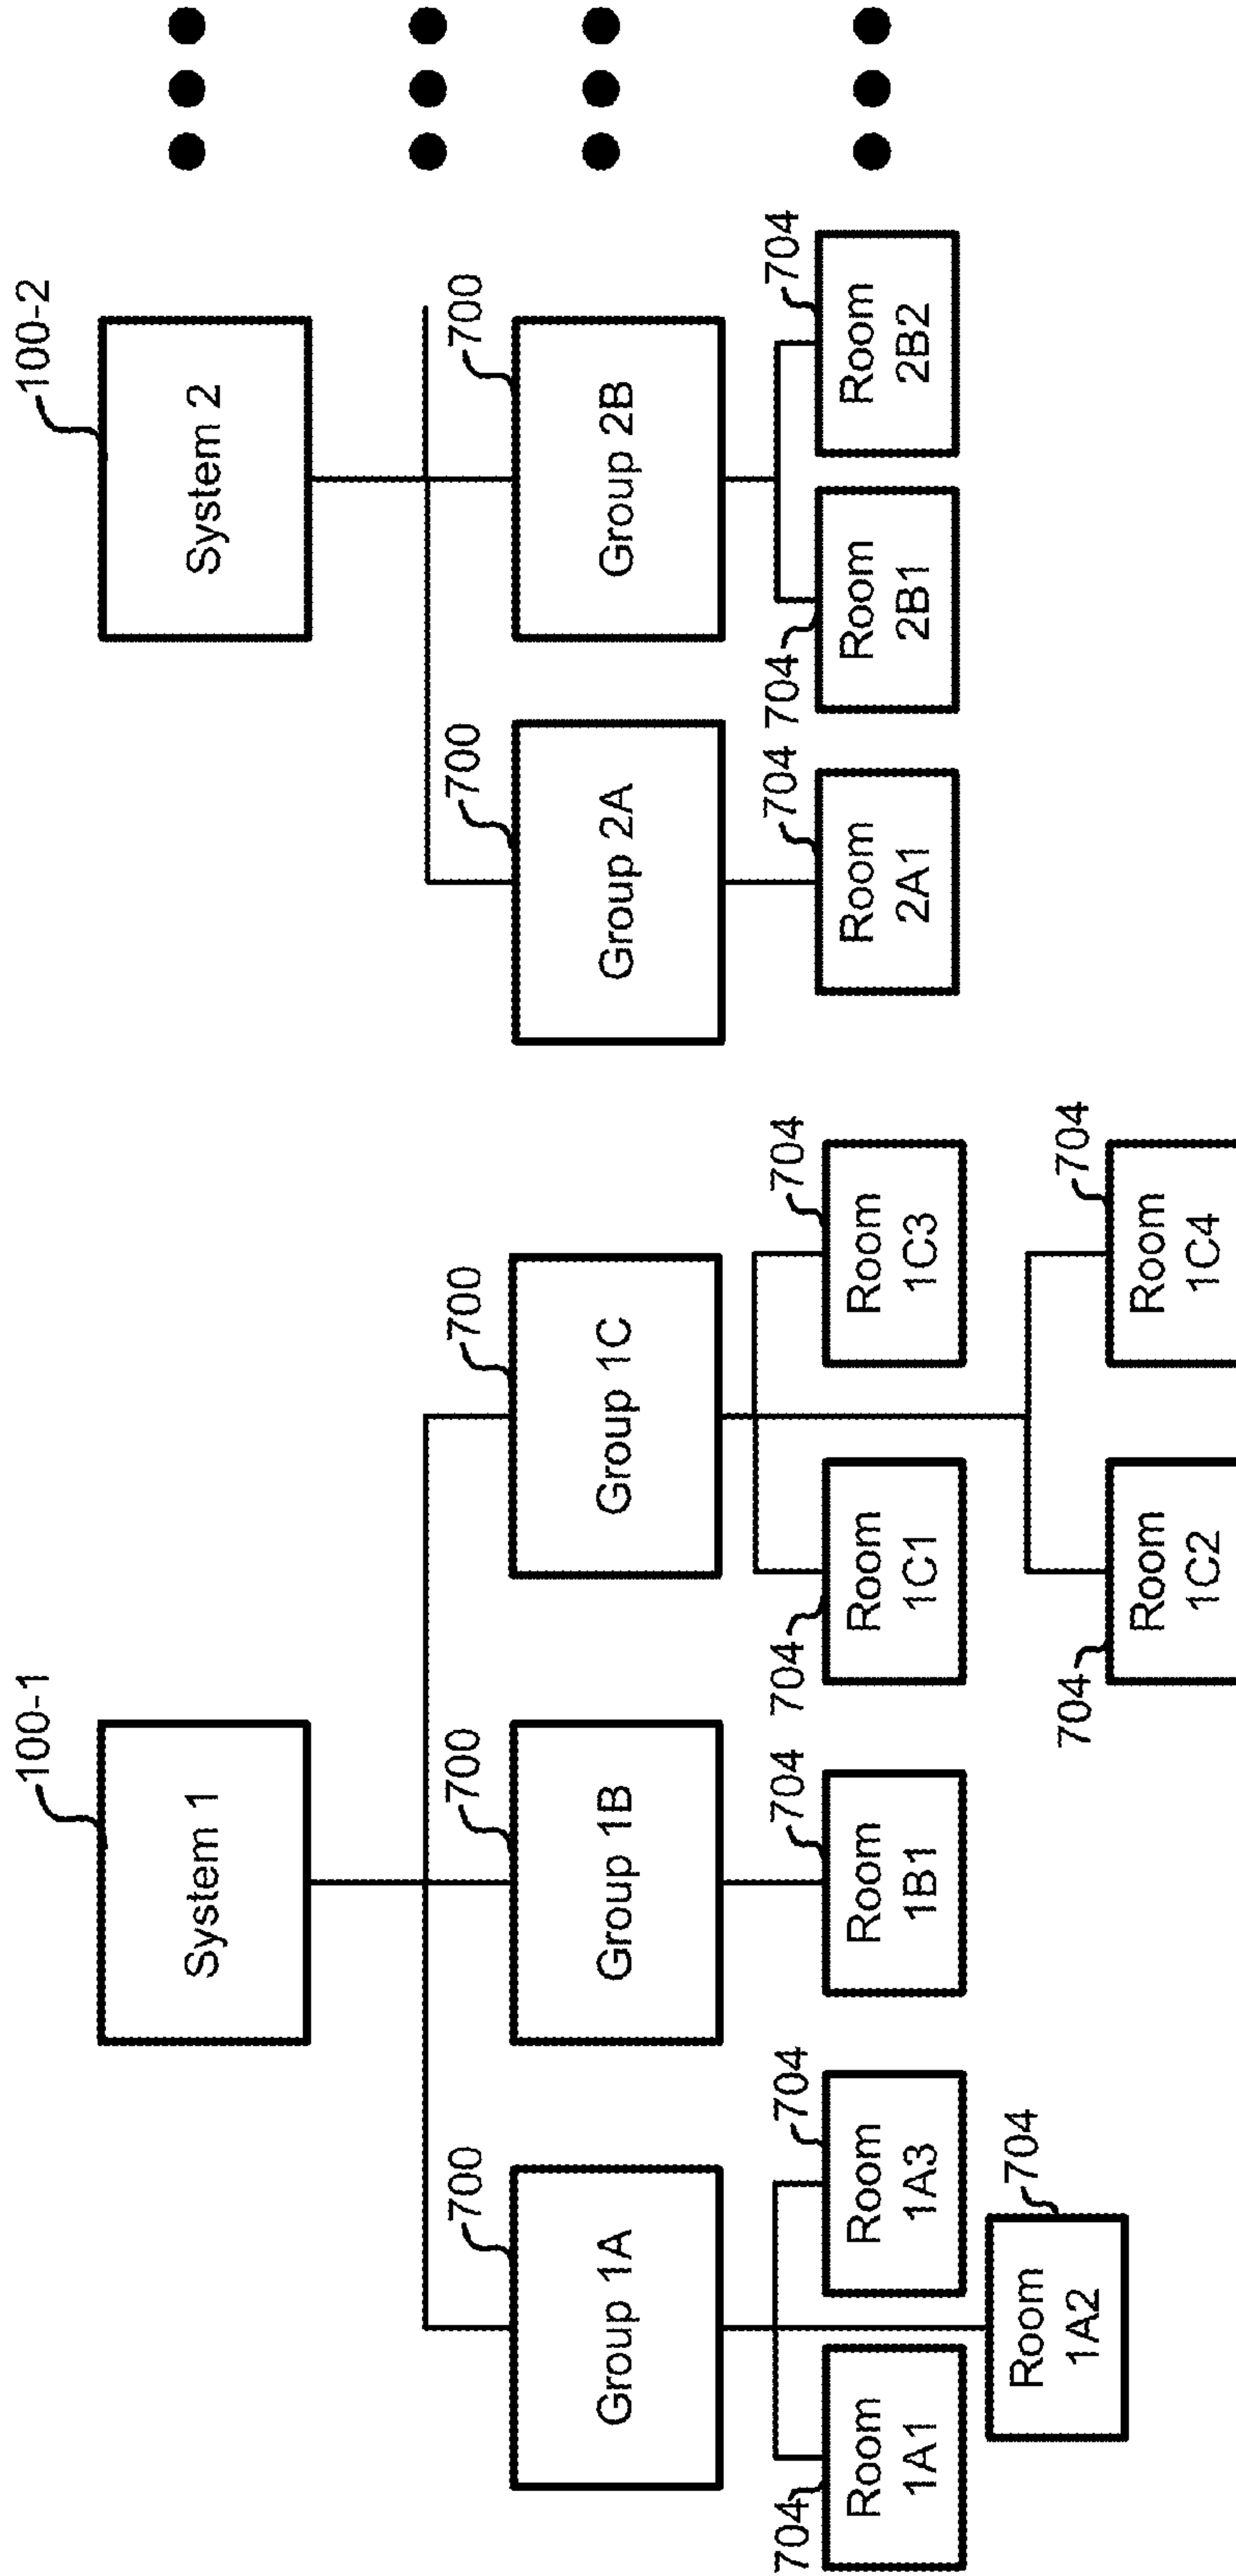 100-1
System 1
100-2
System 2
700
Group 1A
700
Group 1B
700
Group 1C
700
Group 2A
700
Group 2B
704
Room
1A1
704
Room
1A3
704
Room
1A2
704
Room
1B1
704
Room
1C1
704
Room
1C3
704
Room
1C2
704
Room
1C4
704
Room
2A1
704
Room
2B1
704
Room
2B2